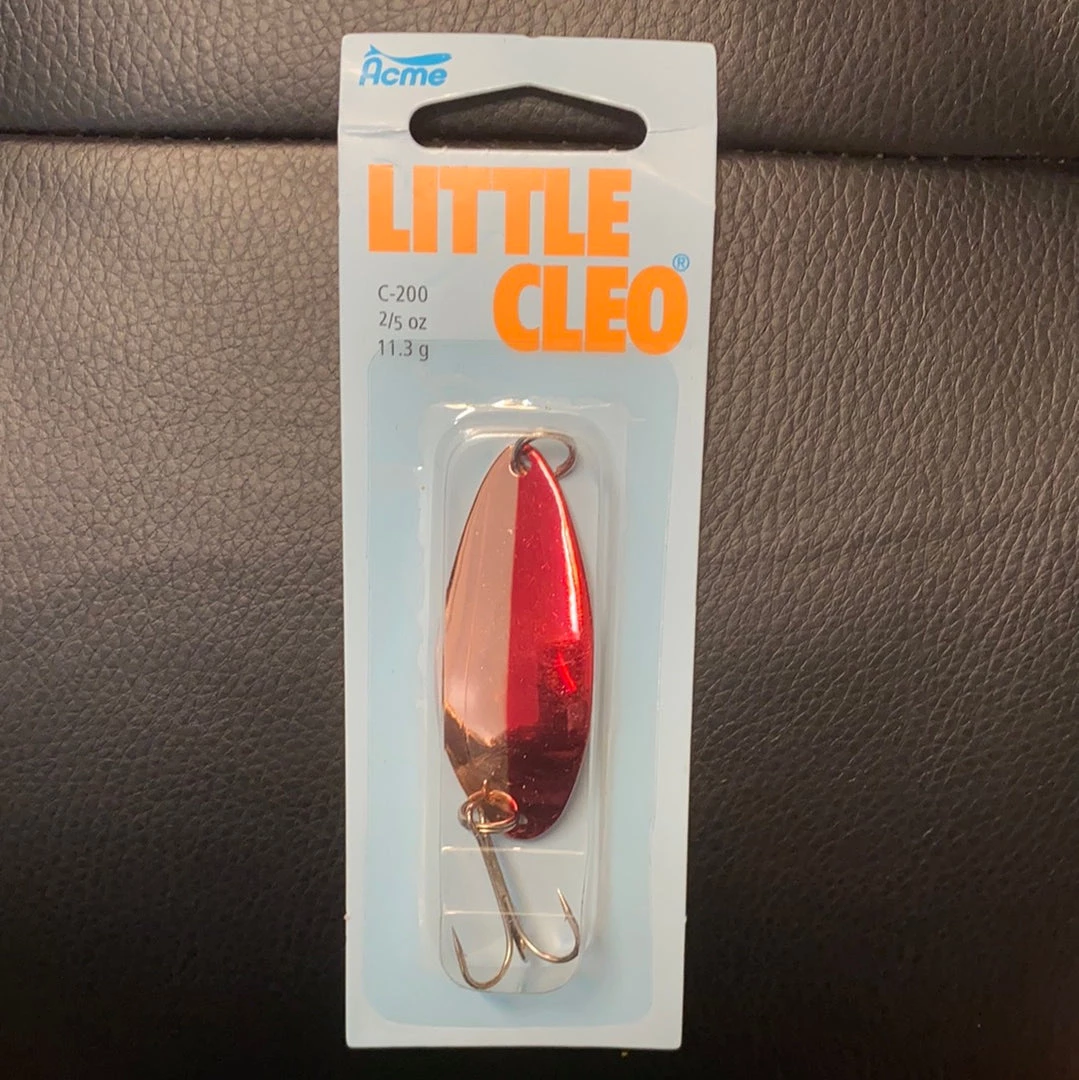 Acme
LITTLE
CLEO®
C-200
2/5 oz
11.3 g